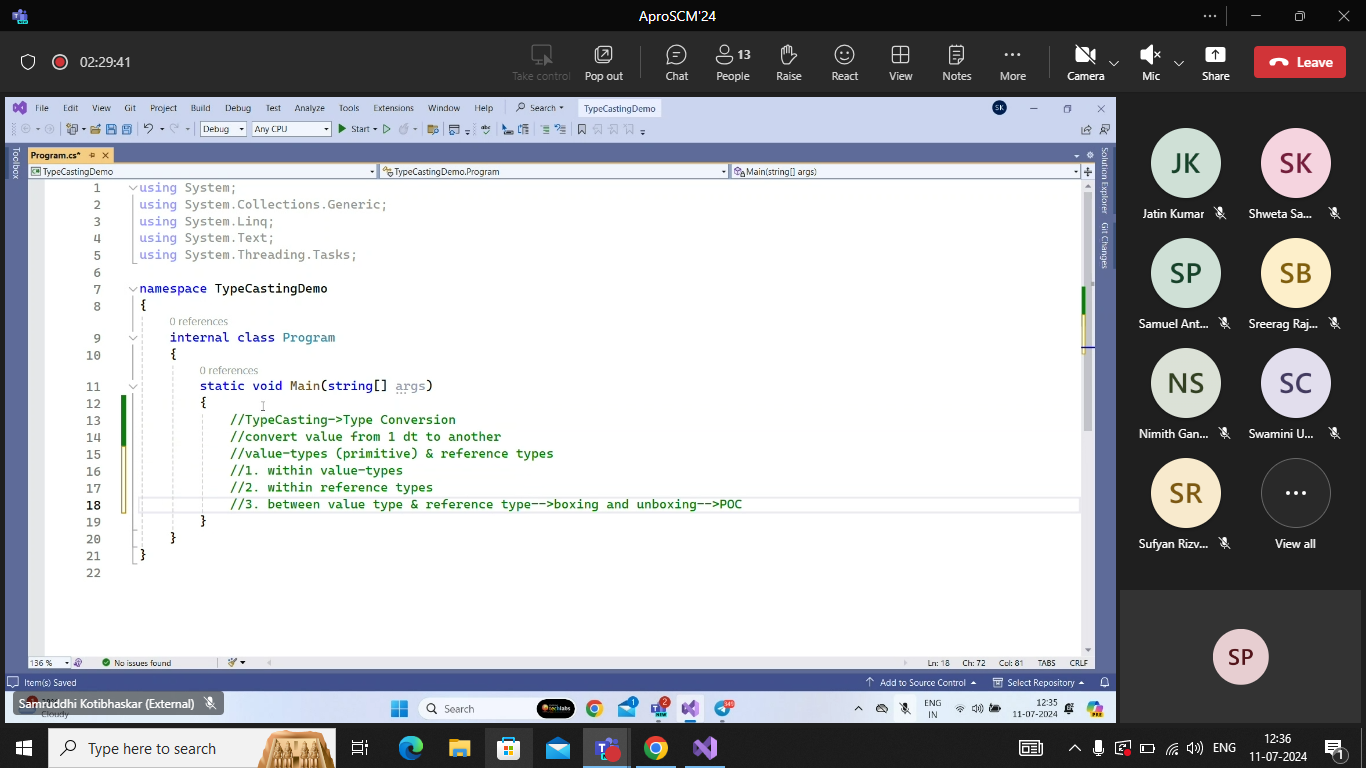 AproSCM'24
02:29:41
Take control
Pop out
Chat
13
People
Raise
React
View
Notes
More
Camera
Mic
Share
Leave
File Edit View Git Project Build Debug Test Analyze Tools Extensions Window Help Search TypeCastingDemo SK
Debug Any CPU Start
Toolbox
Program.cs*
TypeCastingDemo TypeCastingDemo.Program Main(string[] args)
1 using System;
2 using System.Collections.Generic;
3 using System.Linq;
4 using System.Text;
5 using System.Threading.Tasks;
6
7 namespace TypeCastingDemo
8 {
0 references
9 internal class Program
10 {
0 references
11 static void Main(string[] args)
12 {
13 //TypeCasting->Type Conversion
14 //convert value from 1 dt to another
15 //value-types (primitive) & reference types
16 //1. within value-types
17 //2. within reference types
18 //3. between value type & reference type-->boxing and unboxing-->POC
19 }
20 }
21 }
22
Solution Explorer
Git Changes
136 % No issues found Ln: 18 Ch: 72 Col: 81 TABS CRLF
Item(s) Saved Add to Source Control Select Repository
Samruddhi Kotibhaskar (External)
Cloudy
Search
techlabs
1
2
ENG
IN
12:35
11-07-2024
JK
Jatin Kumar
SK
Shweta Sa...
SP
Samuel Ant...
SB
Sreerag Raj...
NS
Nimith Gan...
SC
Swamini U...
SR
Sufyan Rizv...
View all
SP
Type here to search
ENG
12:36
11-07-2024
1